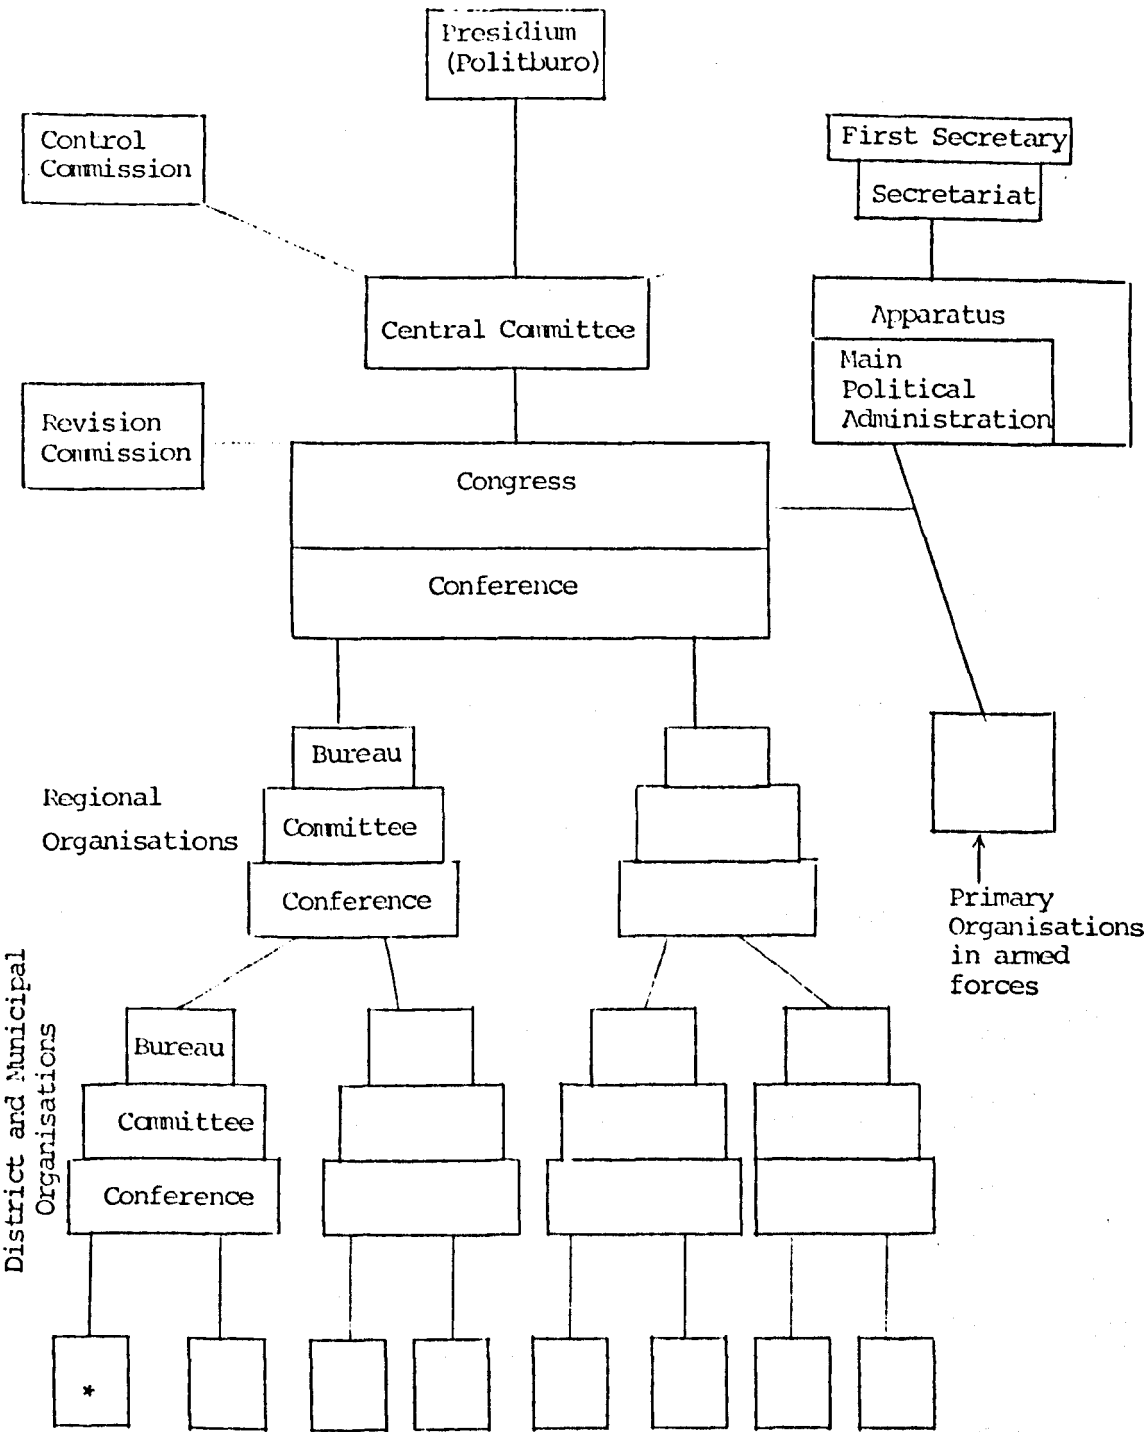 Presidium
(Politburo)
Control
Commission
First Secretary
Secretariat
Central Committee
Apparatus
Main
Political
Administration
Revision
Commission
Congress
Conference
Bureau
Regional
Organisations
Committee
Conference
Primary
Organisations
in armed
forces
District and Municipal
Organisations
Bureau
Committee
Conference
*